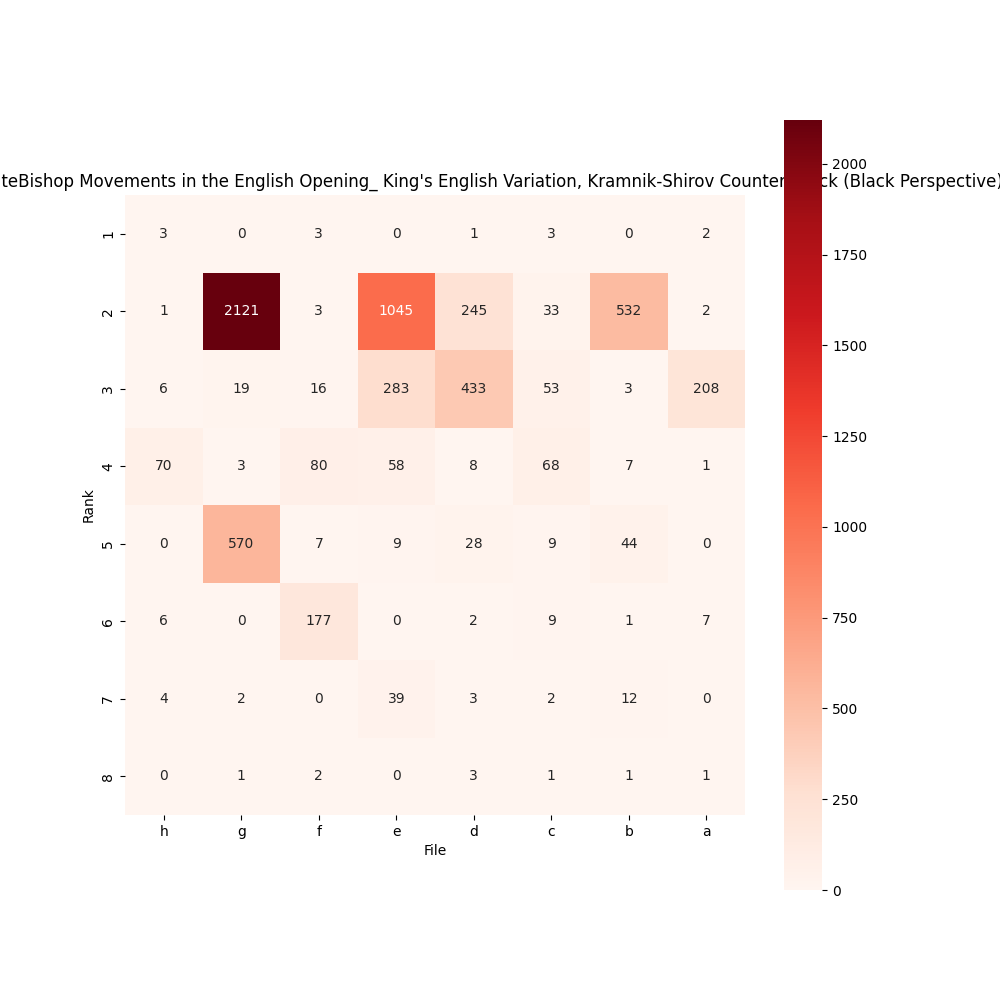 teBishop Movements in the English Opening_ King's English Variation, Kramnik-Shirov Counter ck (Black Perspective)
2000
1 3 0 3 0 1 3 0 2
1750
2 1 2121 3 1045 245 33 532 2
1500
3 6 19 16 283 433 53 3 208
1250
4 70 3 80 58 8 68 7 1
Rank
1000
5 0 570 7 9 28 9 44 0
750
6 6 0 177 0 2 9 1 7
500
7 4 2 0 39 3 2 12 0
250
8 0 1 2 0 3 1 1 1
h g f e d c b a
File
0